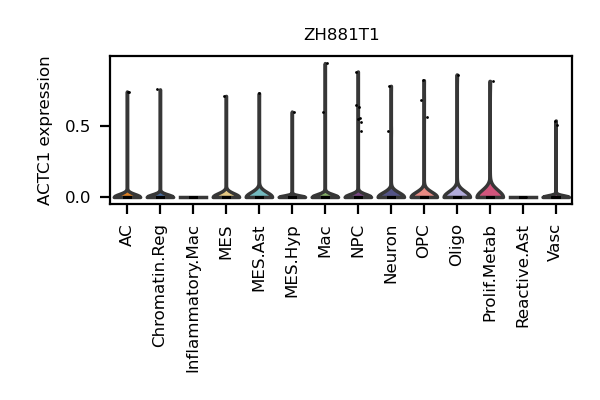 ZH881T1
ACTC1 expression
0.5
0.0
AC
Chromatin.Reg
Inflammatory.Mac
MES
MES.Ast
MES.Hyp
Mac
NPC
Neuron
OPC
Oligo
Prolif.Metab
Reactive.Ast
Vasc